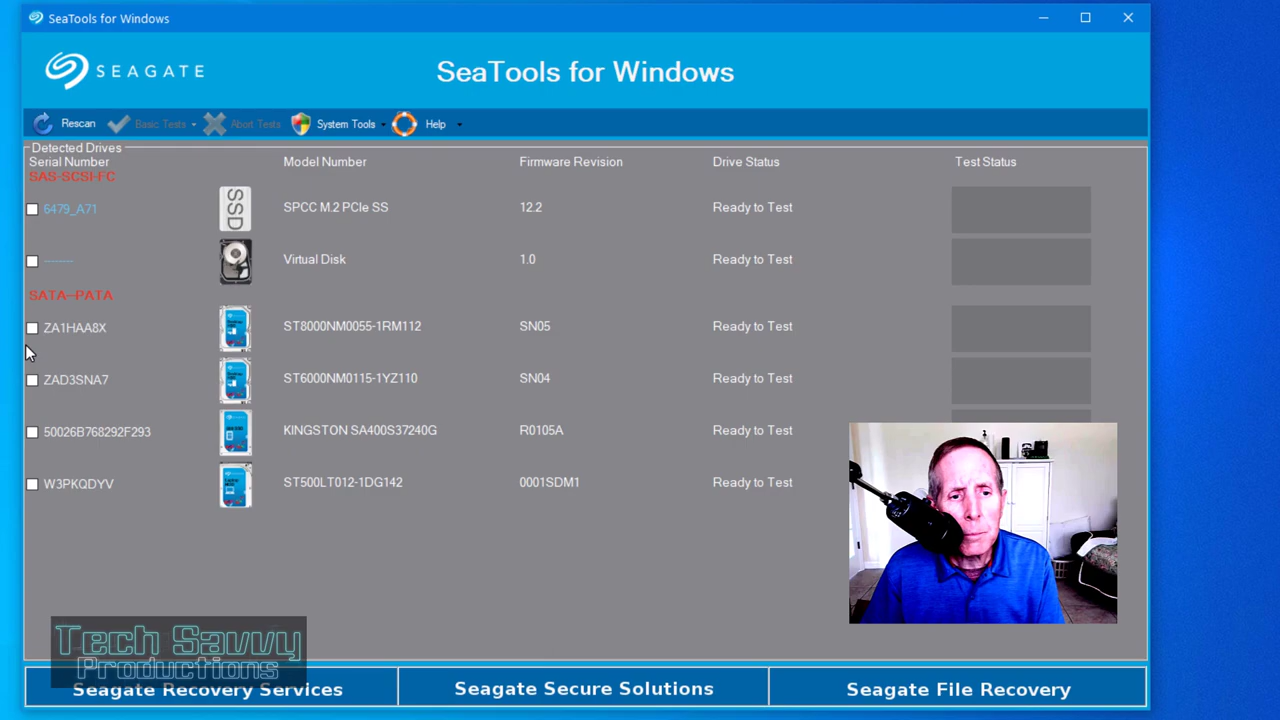 SeaTools for Windows
SEAGATE
SeaTools for Windows
Rescan Basic Tests Abort Tests System Tools Help
Detected Drives
Serial Number Model Number Firmware Revision Drive Status Test Status
SAS-SCSI-FC
6479_A71 SSD SPCC M.2 PCIe SS 12.2 Ready to Test
-------- Virtual Disk 1.0 Ready to Test
SATA--PATA
ZA1HAA8X ST8000NM0055-1RM112 SN05 Ready to Test
ZAD3SNA7 ST6000NM0115-1YZ110 SN04 Ready to Test
50026B768292F293 KINGSTON SA400S37240G R0105A Ready to Test
W3PKQDYV ST500LT012-1DG142 0001SDM1 Ready to Test
Tech Savvy
Productions
Seagate Recovery Services Seagate Secure Solutions Seagate File Recovery